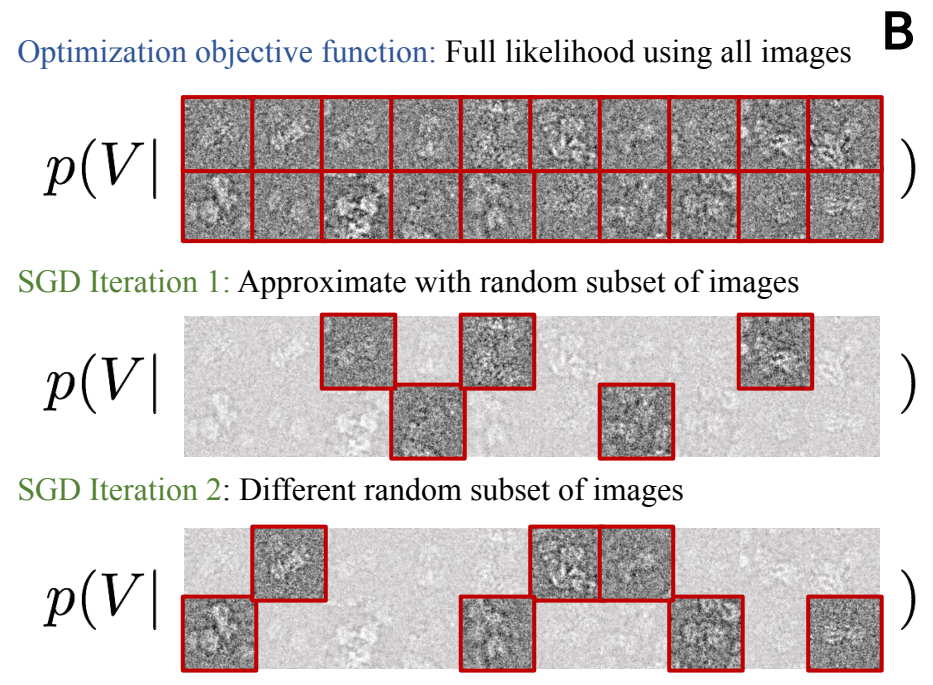 B
Optimization objective function: Full likelihood using all images
p(V| )
SGD Iteration 1: Approximate with random subset of images
p(V| )
SGD Iteration 2: Different random subset of images
p(V| )